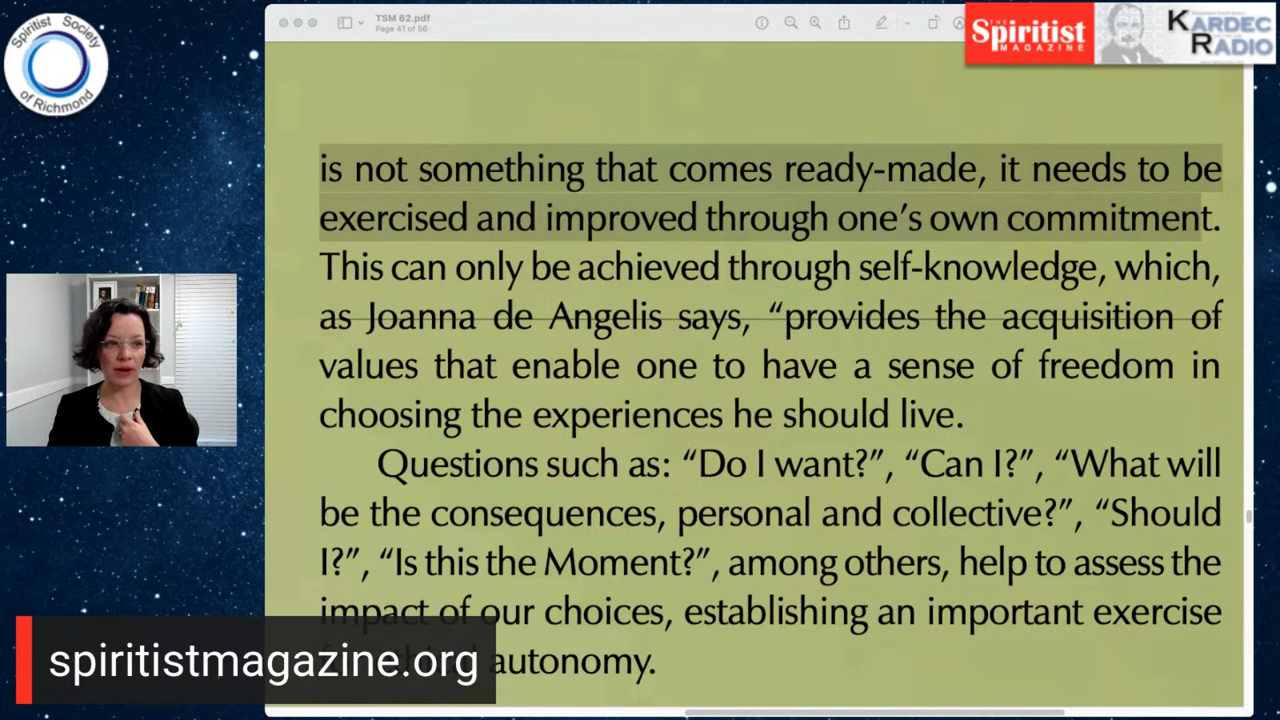 Spiritist Society
of Richmond
TSM 62.pdf
Page 41 of 56
THE
Spiritist
MAGAZINE
KARDEC
RADIO
is not something that comes ready-made, it needs to be
exercised and improved through one’s own commitment.
This can only be achieved through self-knowledge, which,
as Joanna de Angelis says, “provides the acquisition of
values that enable one to have a sense of freedom in
choosing the experiences he should live.
Questions such as: “Do I want?”, “Can I?”, “What will
be the consequences, personal and collective?”, “Should
I?”, “Is this the Moment?”, among others, help to assess the
impact of our choices, establishing an important exercise
autonomy.
spiritistmagazine.org